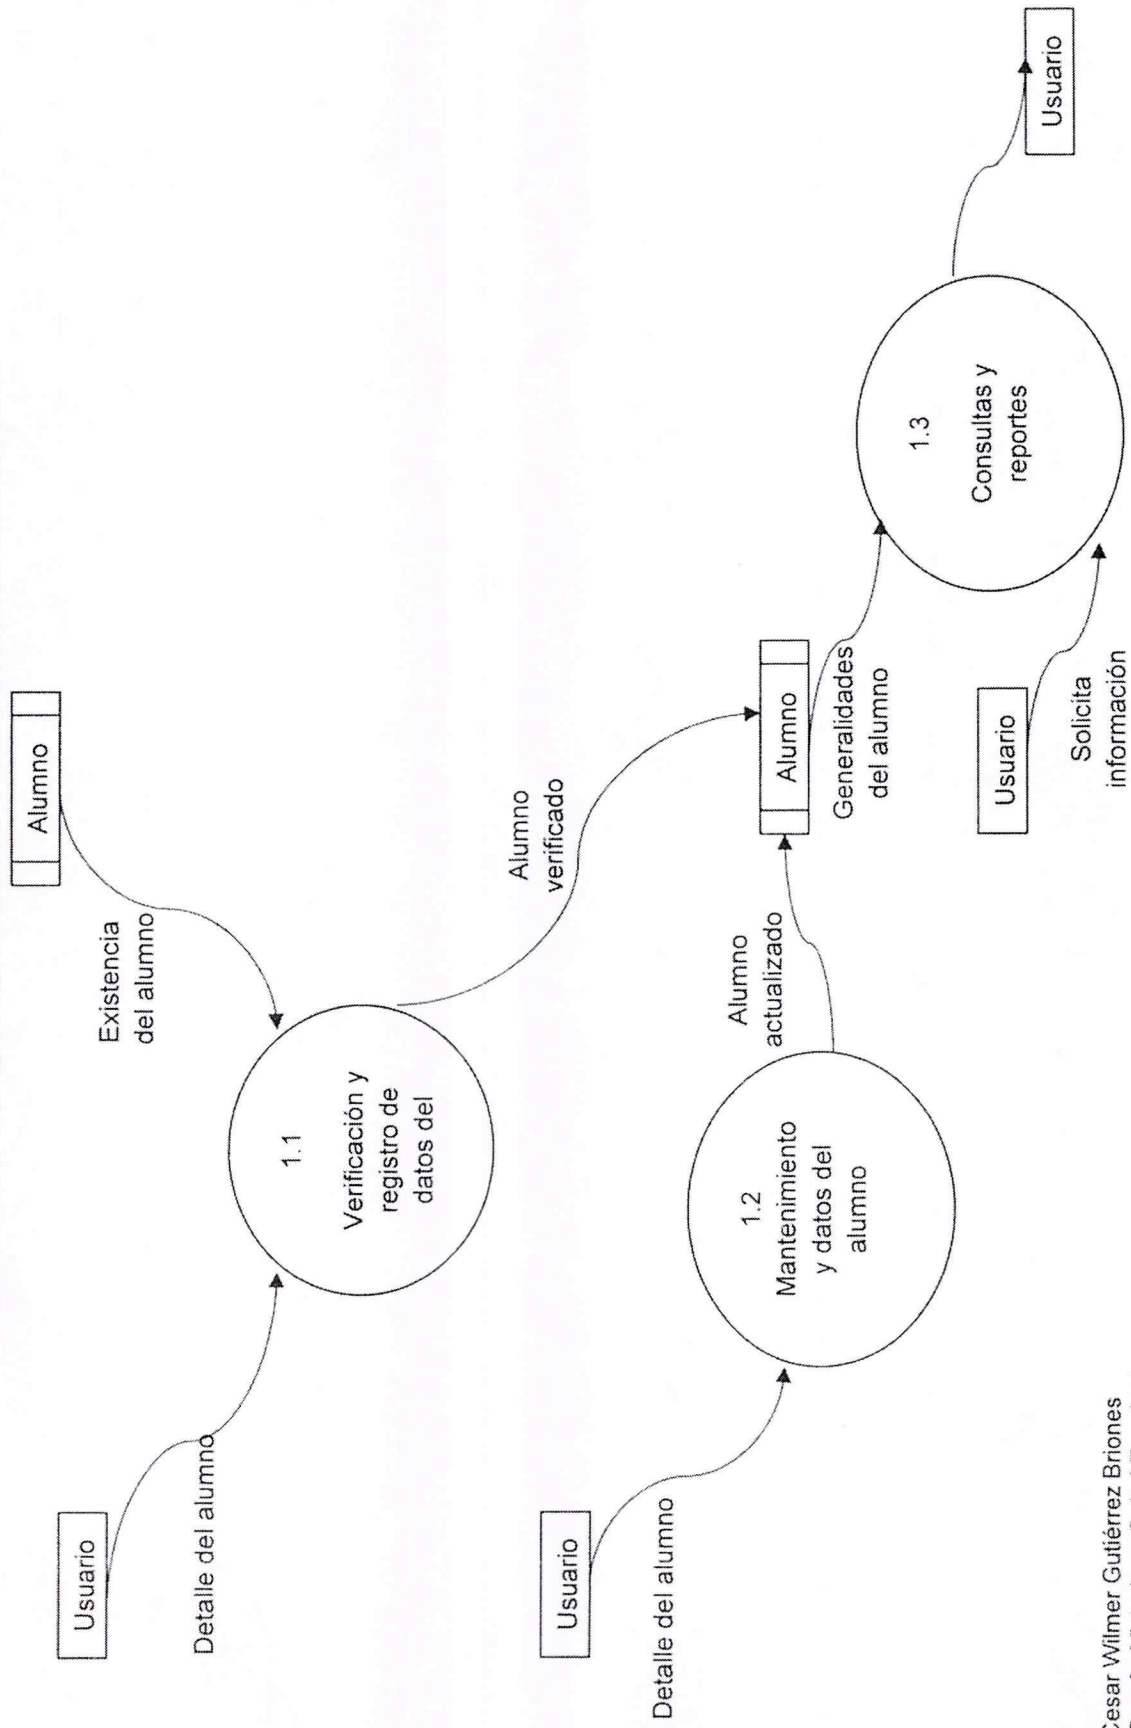 Alumno
Usuario
Existencia
del alumno
Detalle del alumno
1.1
Verificación y
registro de
datos del
Alumno
verificado
Usuario
Detalle del alumno
1.2
Mantenimiento
y datos del
alumno
Alumno
actualizado
Alumno
Generalidades
del alumno
1.3
Consultas y
reportes
Usuario
Usuario
Solicita
información
Cesar Wilmer Gutiérrez Briones